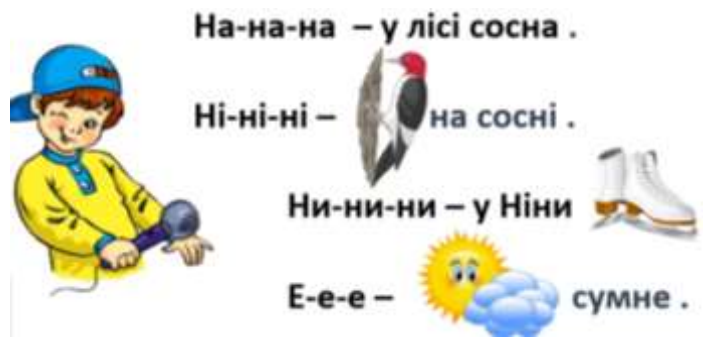 На-на-на – у лісі сосна .
Ні-ні-ні – на сосні .
Ни-ни-ни – у Ніни
Е-е-е – сумне .